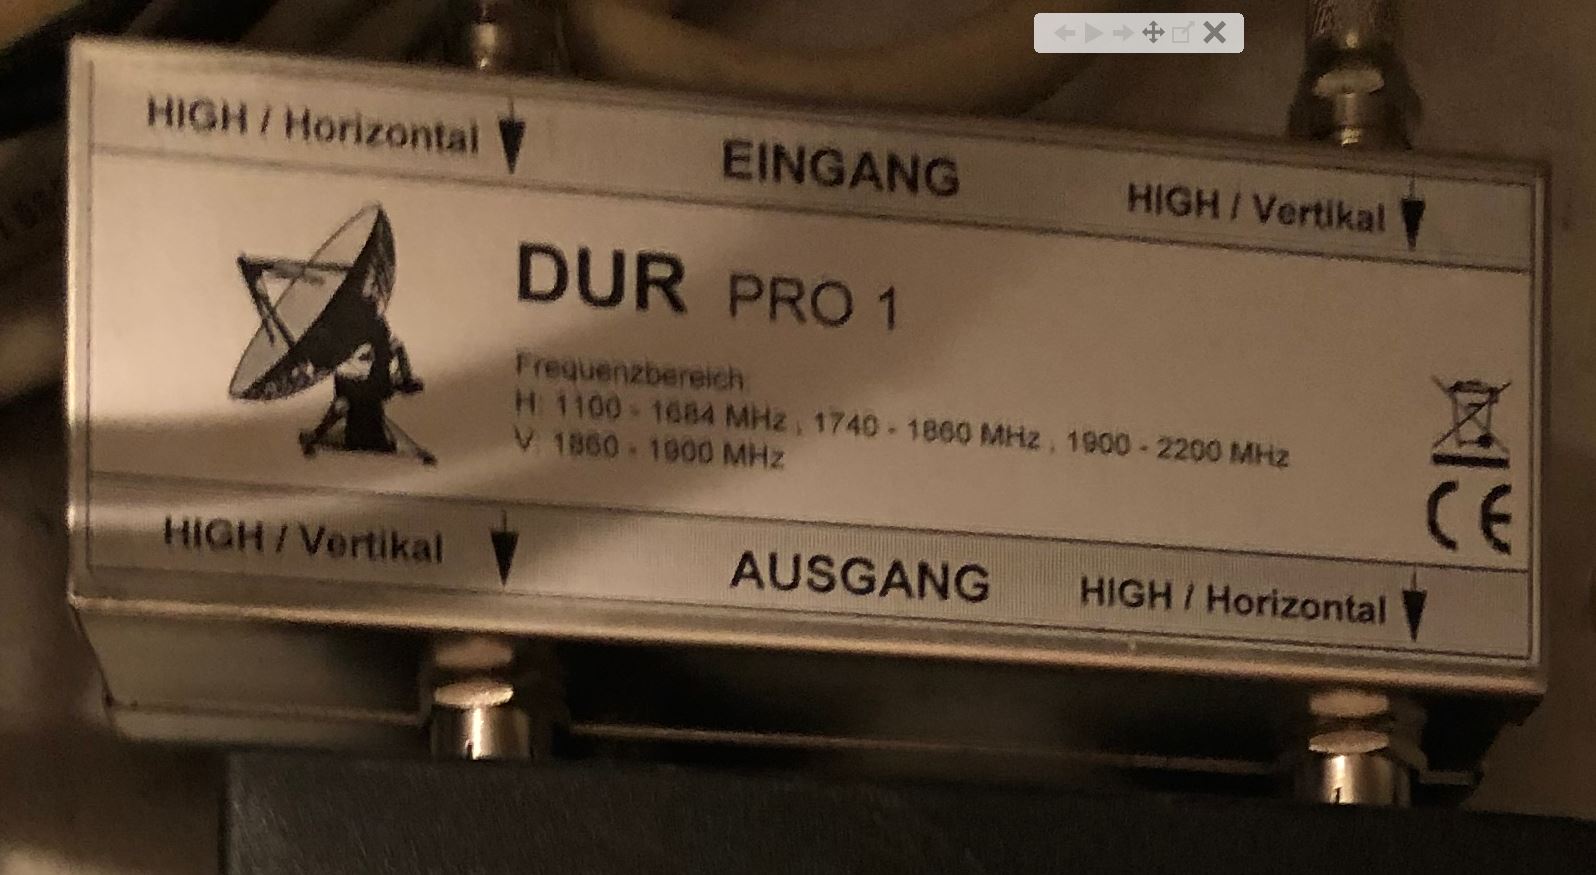 HIGH / Horizontal
EINGANG
HIGH / Vertikal
DUR PRO 1
Frequenzbereich:
H: 1100 - 1684 MHz , 1740 - 1860 MHz , 1900 - 2200 MHz
V: 1860 - 1900 MHz
CE
HIGH / Vertikal
AUSGANG
HIGH / Horizontal